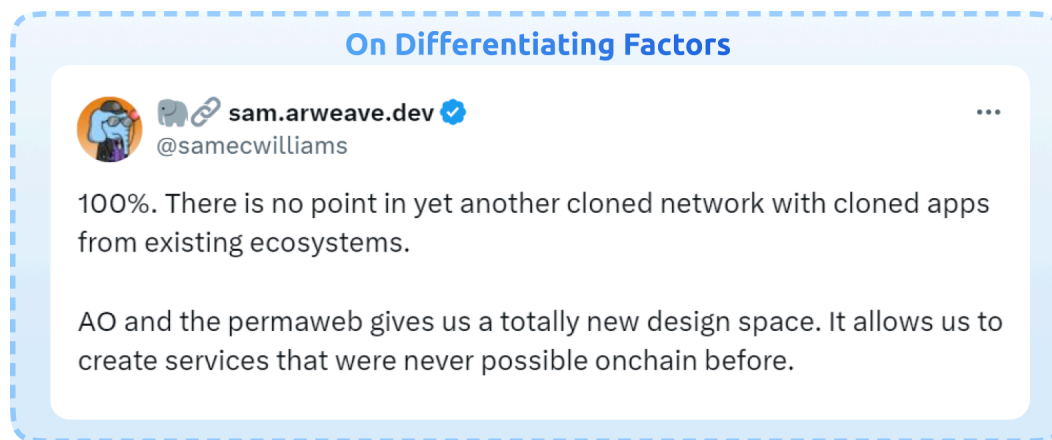 On Differentiating Factors
🐘🔗 sam.arweave.dev
@samecwilliams
100%. There is no point in yet another cloned network with cloned apps
from existing ecosystems.
AO and the permaweb gives us a totally new design space. It allows us to
create services that were never possible onchain before.